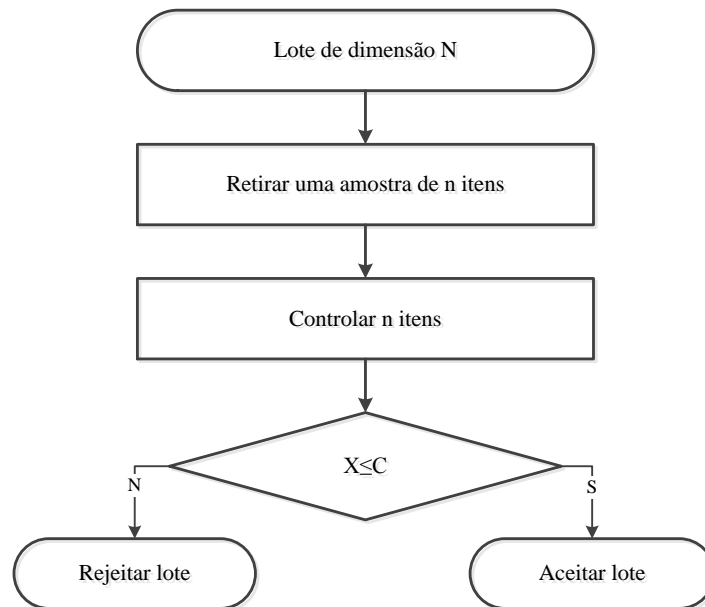 Lote de dimensão N
Retirar uma amostra de n itens
Controlar n itens
X≤C
N
S
Rejeitar lote
Aceitar lote